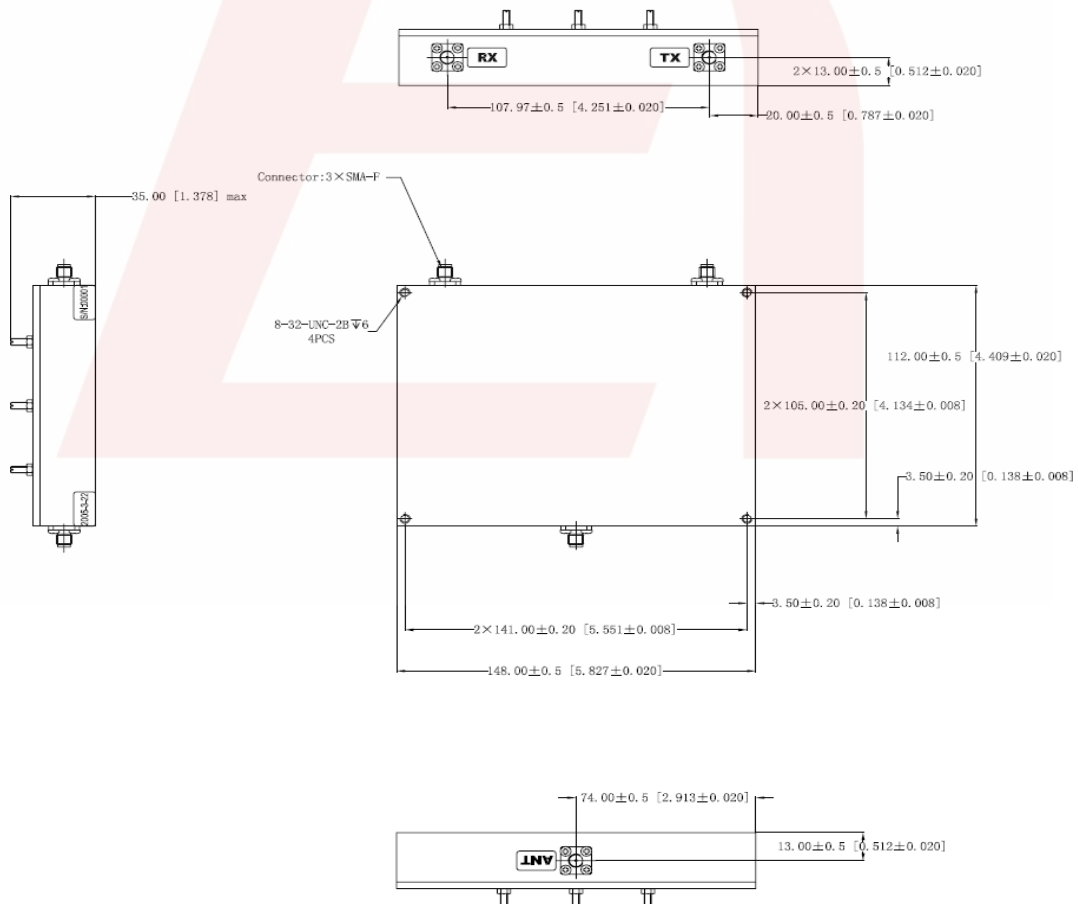 RX
TX
2×13.00±0.5 [0.512±0.020]
107.97±0.5 [4.251±0.020]
20.00±0.5 [0.787±0.020]
Connector:3×SMA-F
35.00 [1.378] max
S/N:00001
8-32-UNC-2B↧6
4PCS
112.00±0.5 [4.409±0.020]
2×105.00±0.20 [4.134±0.008]
3.50±0.20 [0.138±0.008]
2005-3-22
3.50±0.20 [0.138±0.008]
2×141.00±0.20 [5.551±0.008]
148.00±0.5 [5.827±0.020]
74.00±0.5 [2.913±0.020]
ANT
13.00±0.5 [0.512±0.020]